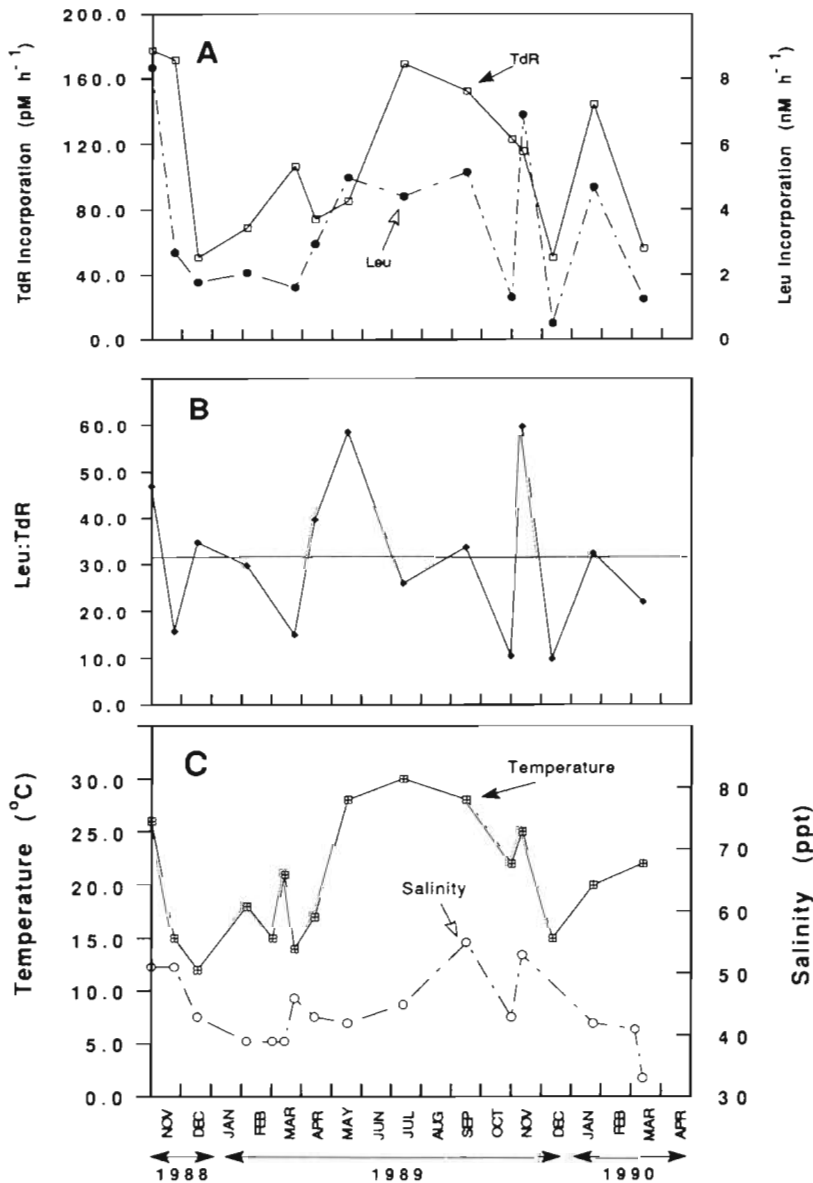 A
TdR Incorporation (pM h⁻¹)
200.0
160.0
120.0
80.0
40.0
0.0
TdR
Leu
8
6
4
2
0
Leu Incorporation (nM h⁻¹)
B
Leu:TdR
60.0
50.0
40.0
30.0
20.0
10.0
0.0
C
Temperature (°C)
30.0
25.0
20.0
15.0
10.0
5.0
0.0
Temperature
Salinity
80
70
60
50
40
30
Salinity (ppt)
NOV DEC JAN FEB MAR APR MAY JUN JUL AUG SEP OCT NOV DEC JAN FEB MAR APR
1988 1989 1990